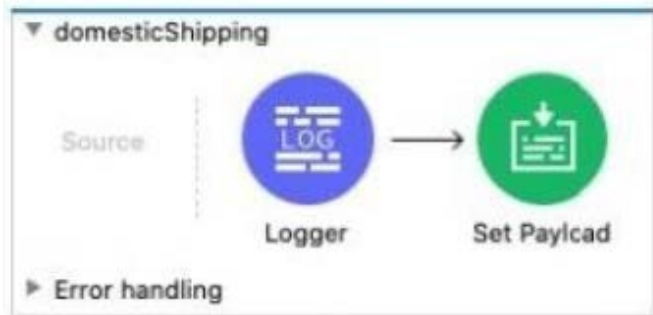 domesticShipping
Source
LOG
Logger
Set Paylcad
Error handling